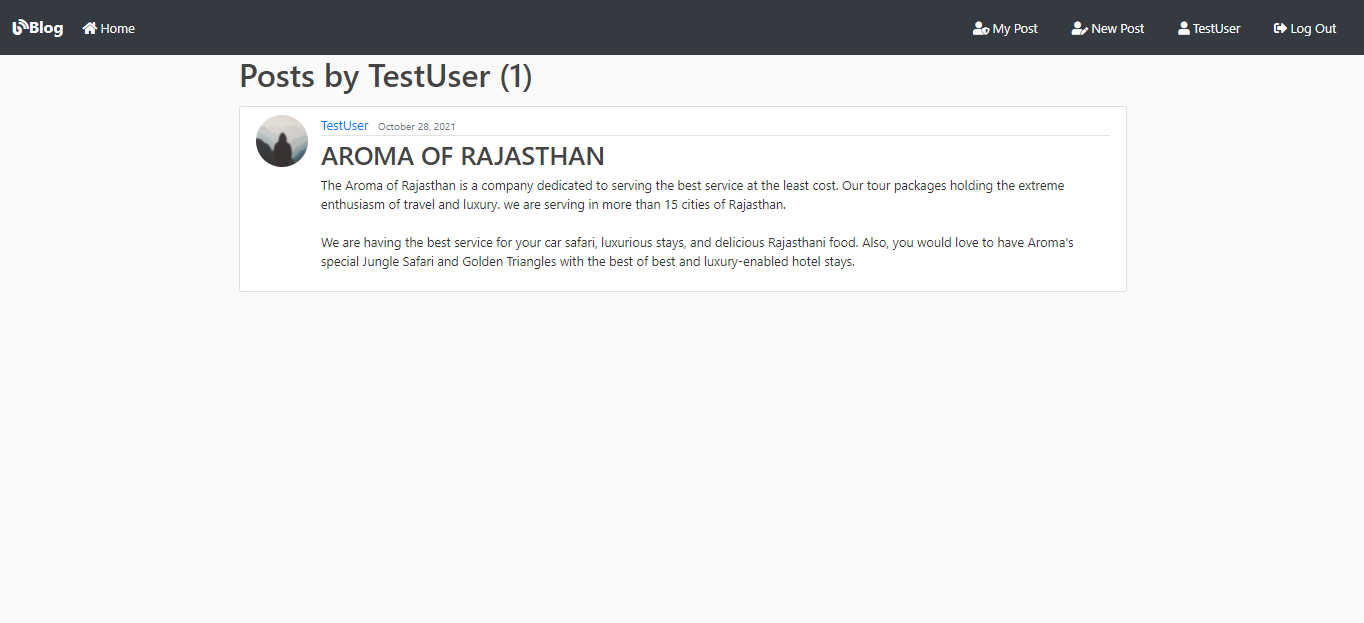 Blog Home My Post New Post TestUser Log Out
Posts by TestUser (1)
TestUser October 28, 2021
AROMA OF RAJASTHAN
The Aroma of Rajasthan is a company dedicated to serving the best service at the least cost. Our tour packages holding the extreme
enthusiasm of travel and luxury. we are serving in more than 15 cities of Rajasthan.
We are having the best service for your car safari, luxurious stays, and delicious Rajasthani food. Also, you would love to have Aroma's
special Jungle Safari and Golden Triangles with the best of best and luxury-enabled hotel stays.